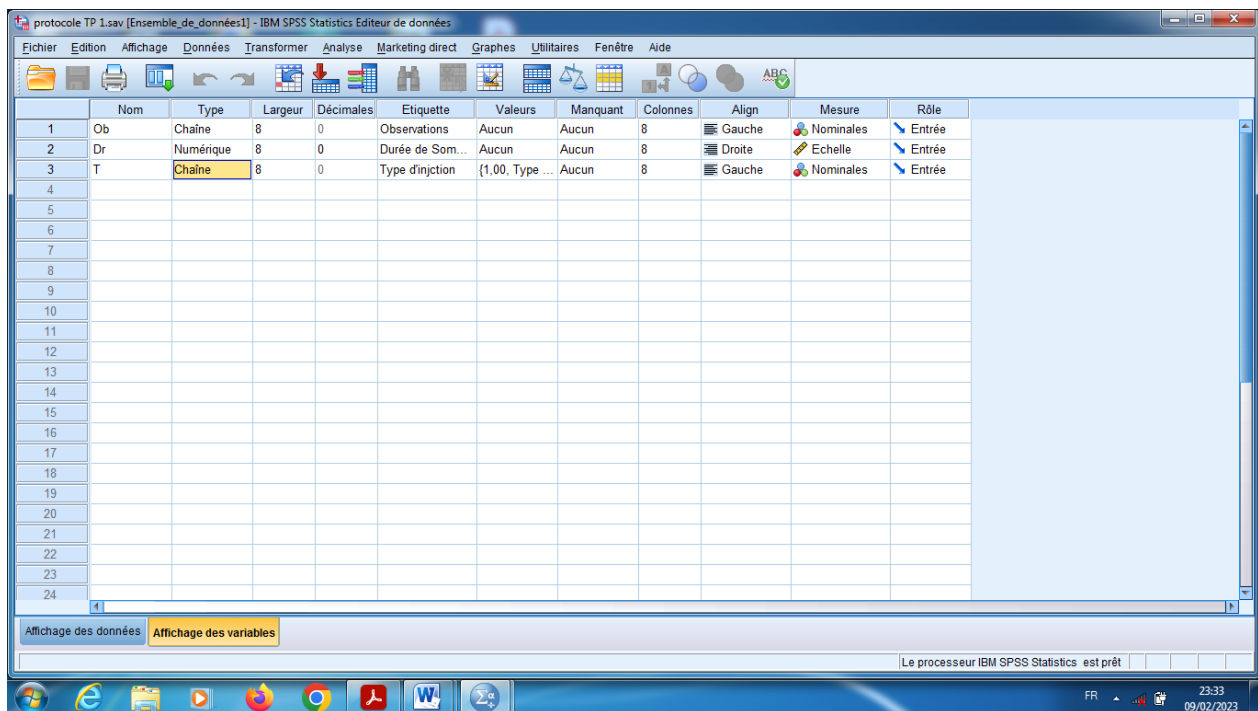 protocole TP 1.sav [Ensemble_de_données1] - IBM SPSS Statistics Editeur de données
Fichier Edition Affichage Données Transformer Analyse Marketing direct Graphes Utilitaires Fenêtre Aide
A
14
ABC
Nom Type Largeur Décimales Etiquette Valeurs Manquant Colonnes Align Mesure Rôle
1 Ob Chaîne 8 0 Observations Aucun Aucun 8 Gauche Nominales Entrée
2 Dr Numérique 8 0 Durée de Som... Aucun Aucun 8 Droite Echelle Entrée
3 T Chaîne 8 0 Type d'injction {1,00, Type ... Aucun 8 Gauche Nominales Entrée
4
5
6
7
8
9
10
11
12
13
14
15
16
17
18
19
20
21
22
23
24
Affichage des données Affichage des variables
Le processeur IBM SPSS Statistics est prêt
W Σα FR 23:33
09/02/2023